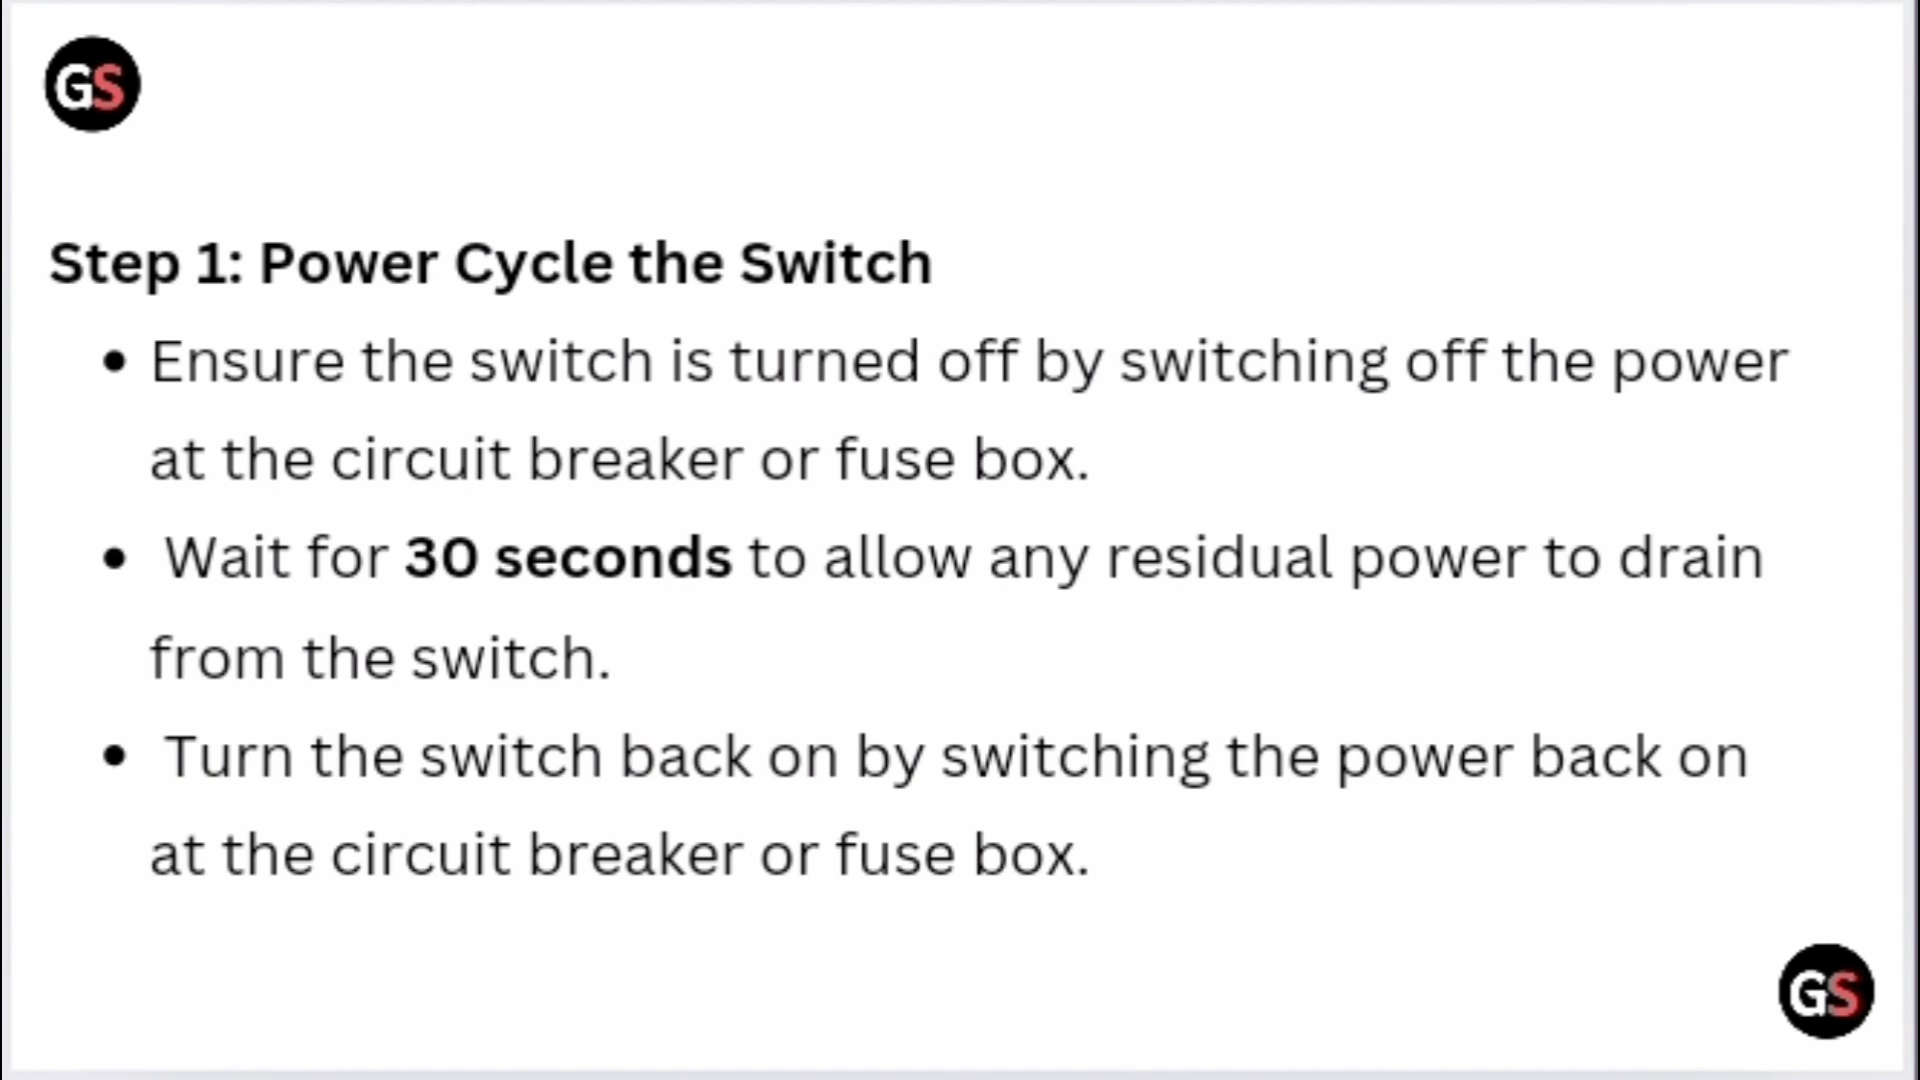 GS
Step 1: Power Cycle the Switch
• Ensure the switch is turned off by switching off the power
at the circuit breaker or fuse box.
• Wait for 30 seconds to allow any residual power to drain
from the switch.
• Turn the switch back on by switching the power back on
at the circuit breaker or fuse box.
GS